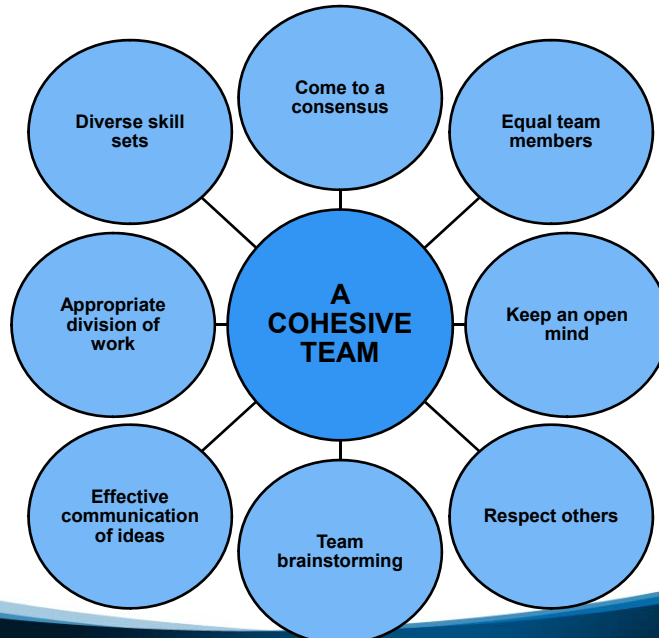 Come to a
consensus
Diverse skill
sets
Equal team
members
Appropriate
division of
work
A
COHESIVE
TEAM
Keep an open
mind
Effective
communication
of ideas
Team
brainstorming
Respect others